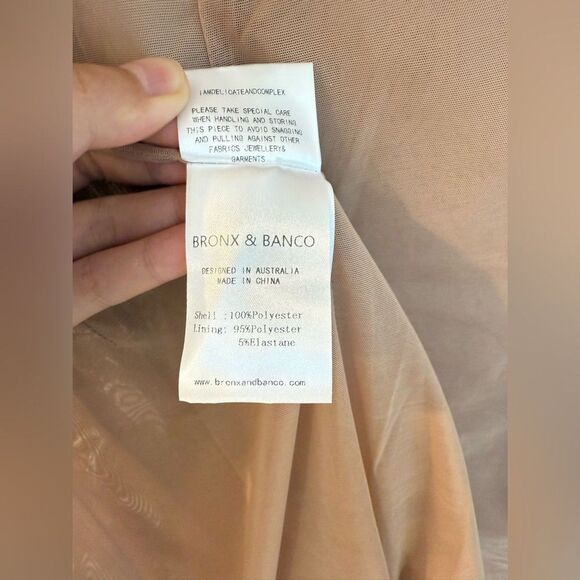 IAMDELICATEANDCOMPLEX
PLEASE TAKE SPECIAL CARE
WHEN HANDLING AND STORING
THIS PIECE TO AVOID SNAGGING
AND PULLING AGAINST OTHER
FABRICS JEWELLERY&
GARMENTS
BRONX & BANCO
DESIGNED IN AUSTRALIA
MADE IN CHINA
Shell :100%Polyester
Lining: 95%Polyester
5%Elastane
www.bronxandbanco.com